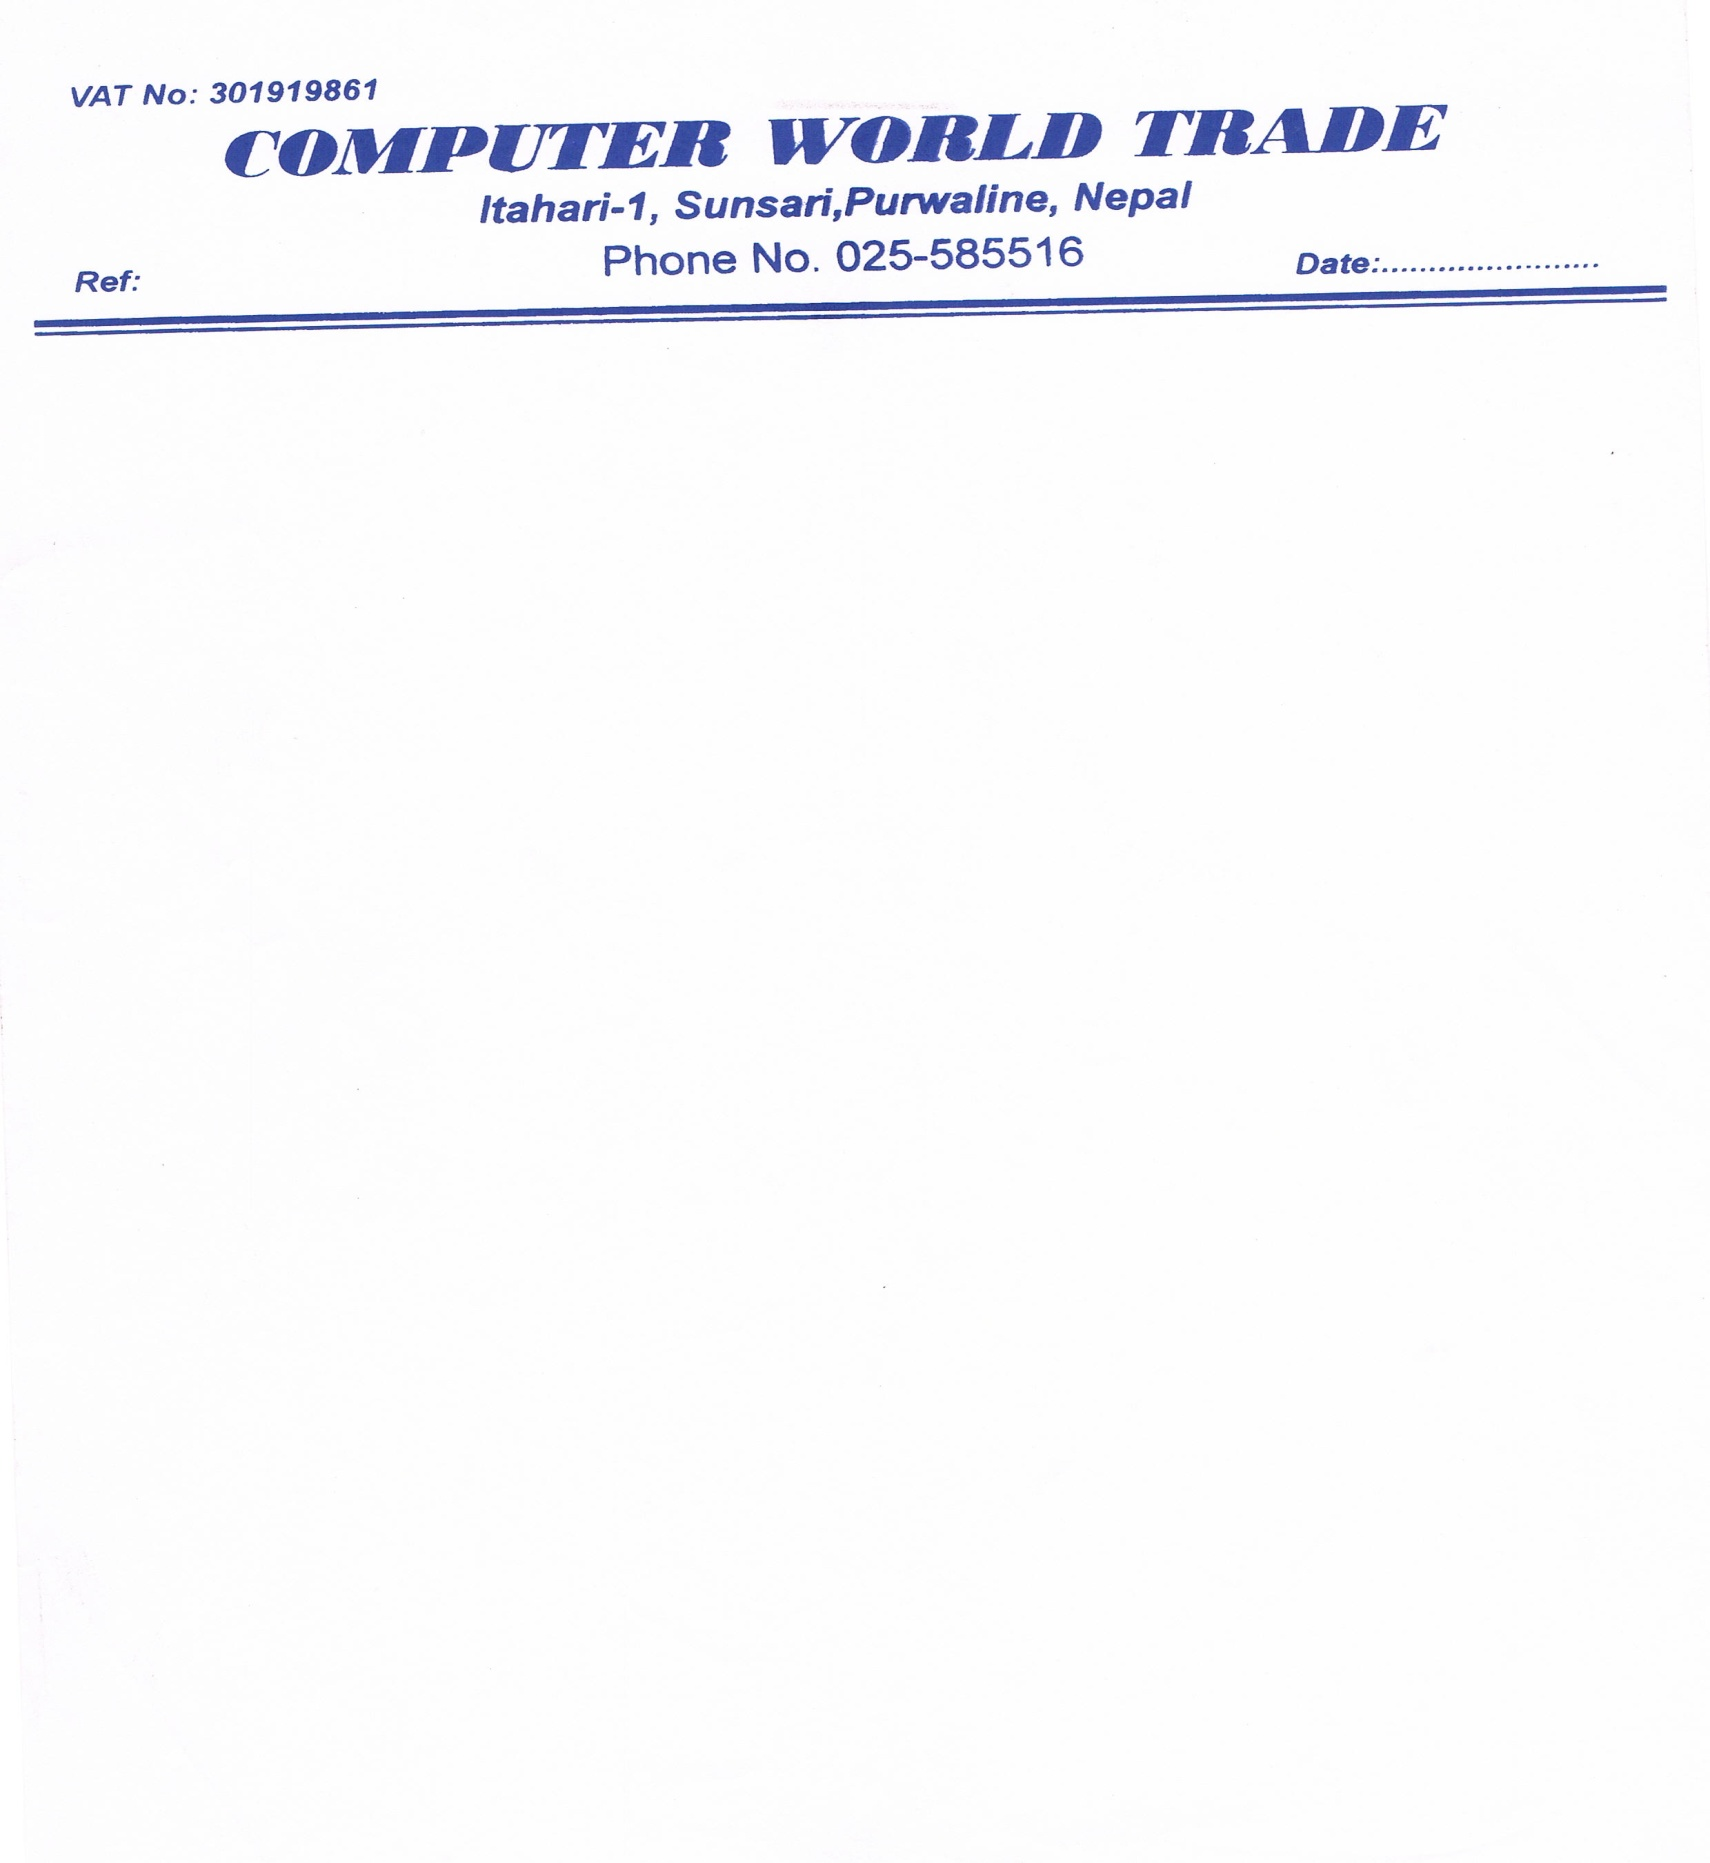 VAT No: 301919861
COMPUTER WORLD TRADE
Itahari-1, Sunsari,Purwaline, Nepal
Phone No. 025-585516
Ref:
Date:.......................